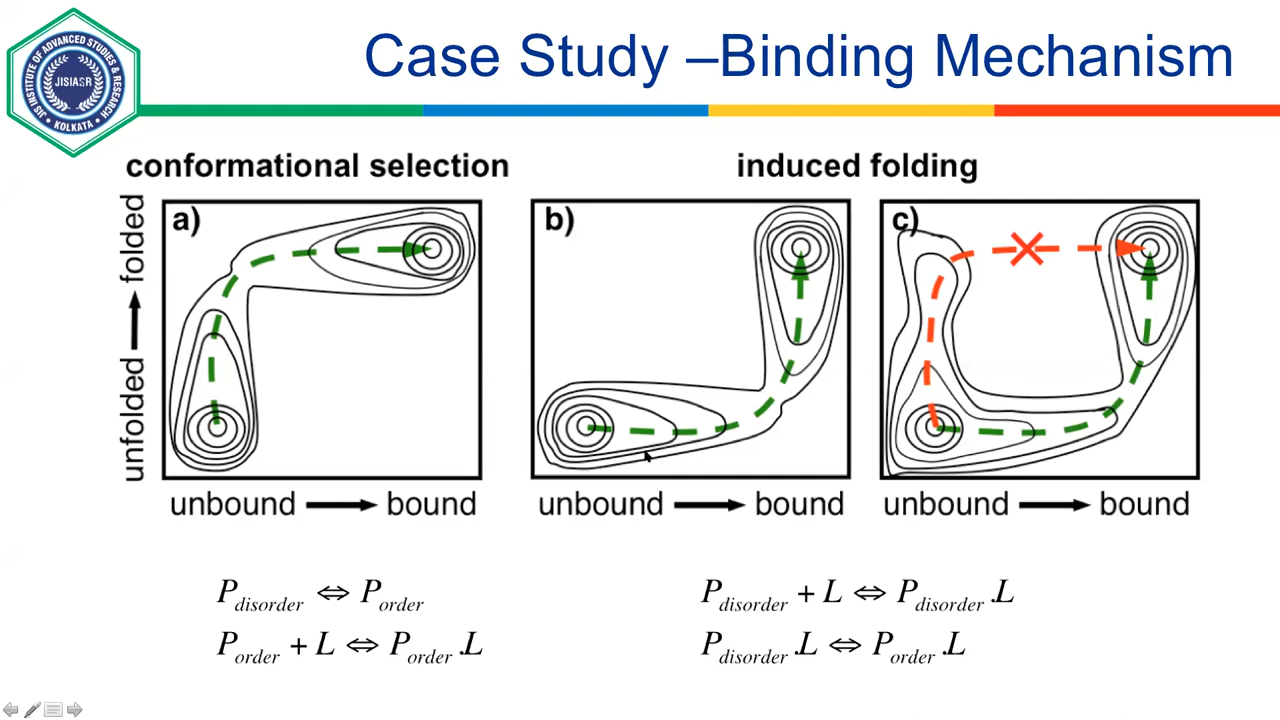 Case Study –Binding Mechanism
JIS INSTITUTE OF ADVANCED STUDIES & RESEARCH
JISIASR
KOLKATA
conformational selection
induced folding
a)
b)
c)
unfolded → folded
unbound → bound
unbound → bound
unbound → bound
P_disorder ⇔ P_order
P_order + L ⇔ P_order.L
P_disorder + L ⇔ P_disorder.L
P_disorder.L ⇔ P_order.L